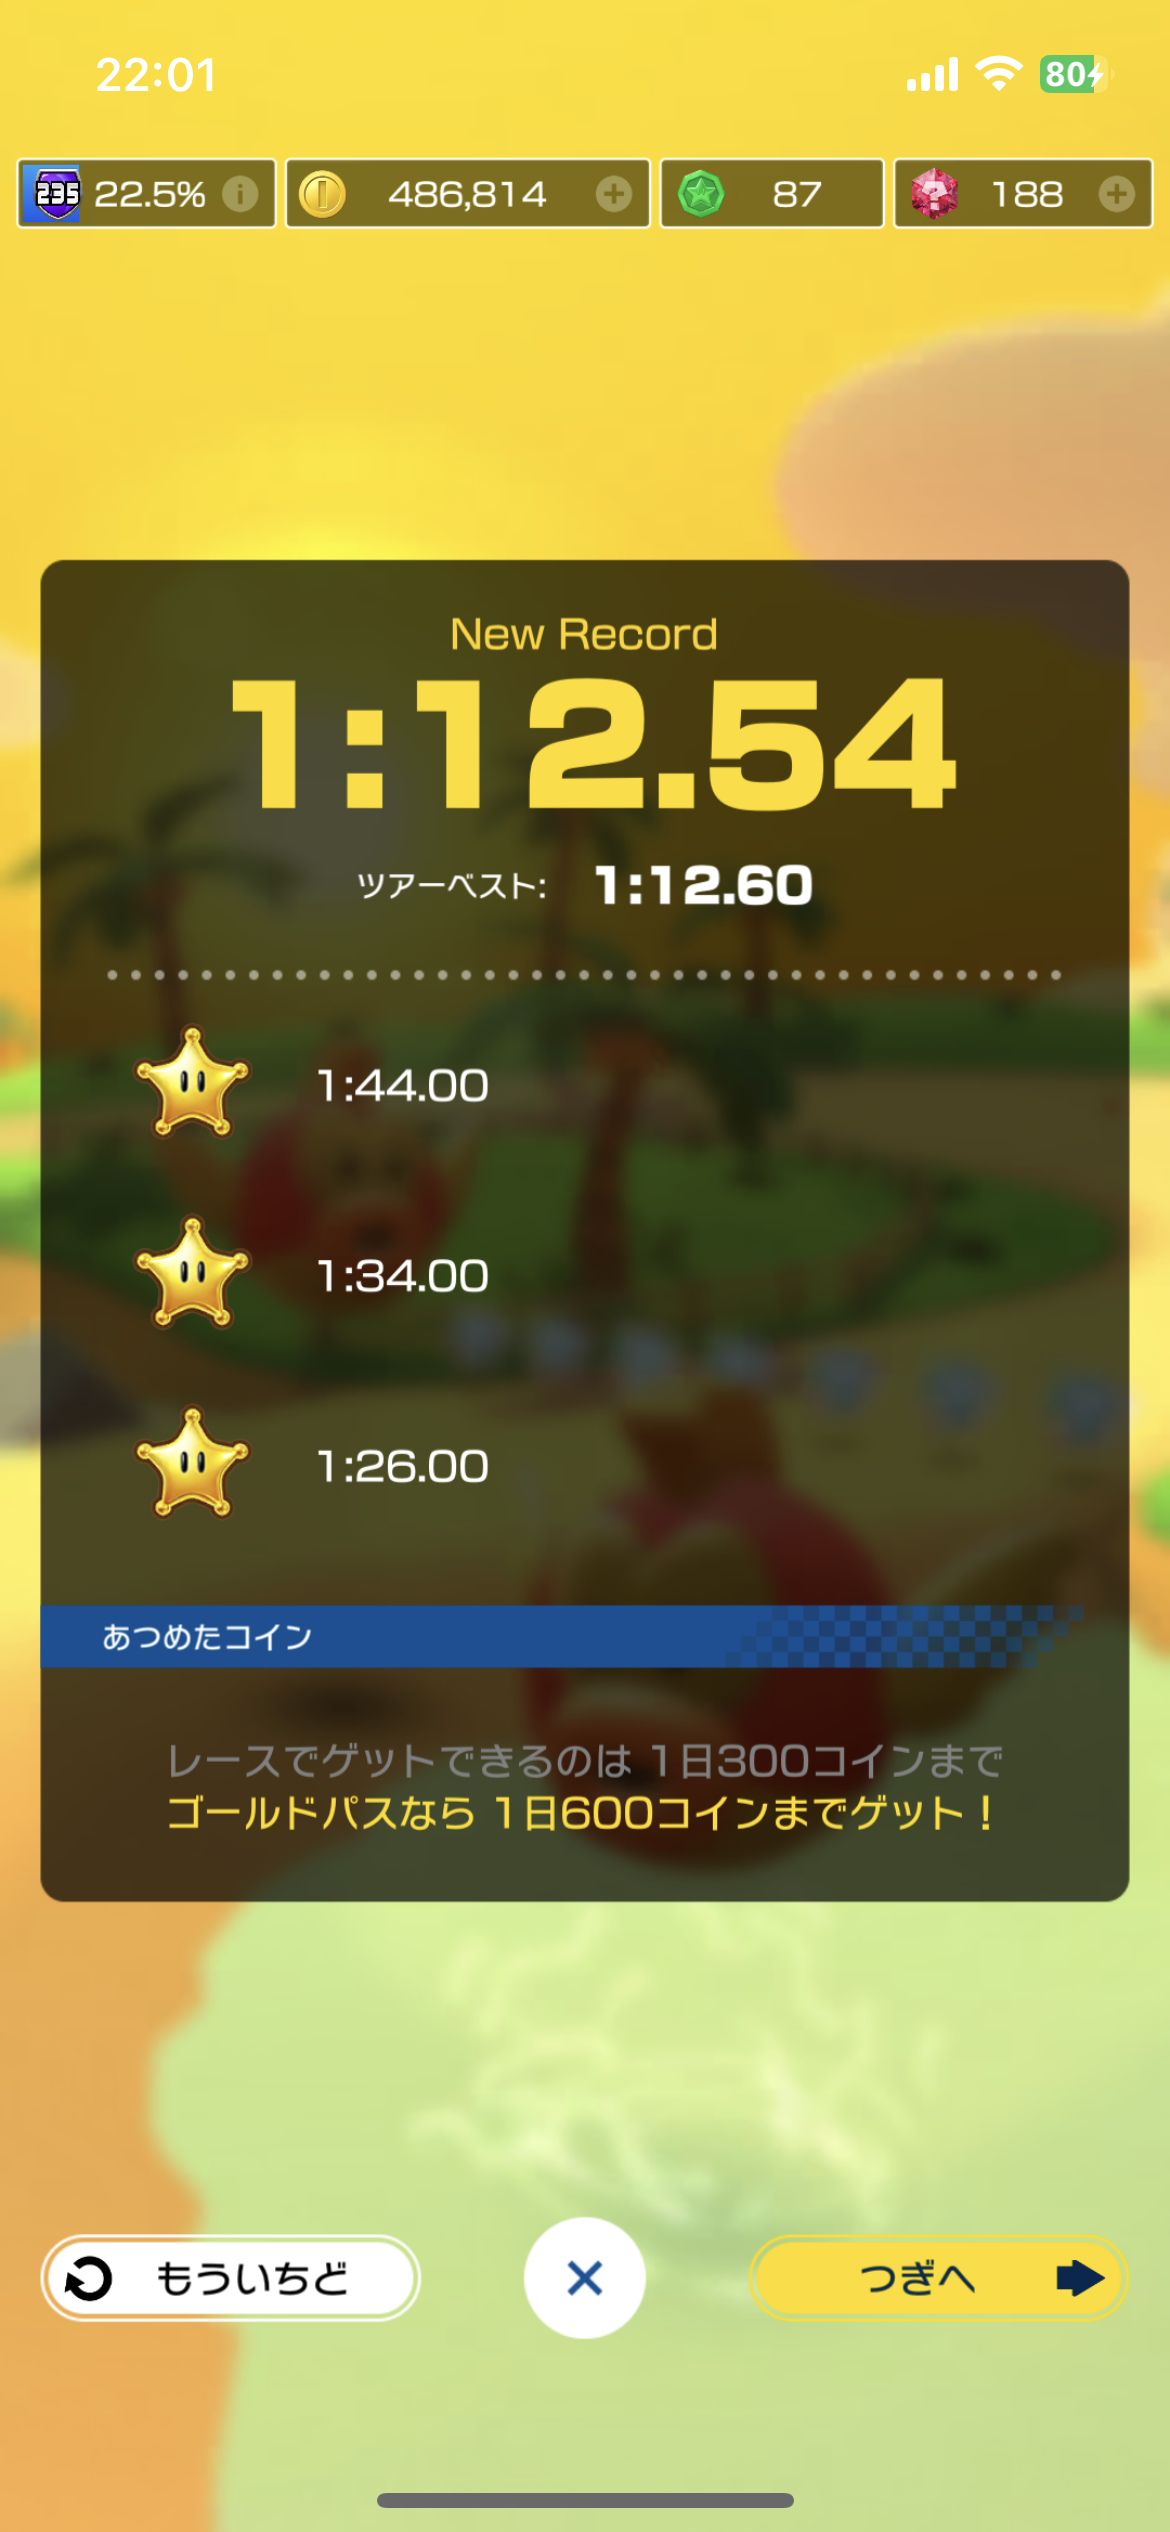 22:01
80
235 22.5% i 486,814 + 87 188 +
New Record
1:12.54
ツアーベスト: 1:12.60
1:44.00
1:34.00
1:26.00
あつめたコイン
レースでゲットできるのは 1日300コインまで
ゴールドパスなら 1日600コインまでゲット！
もういちど
つぎへ